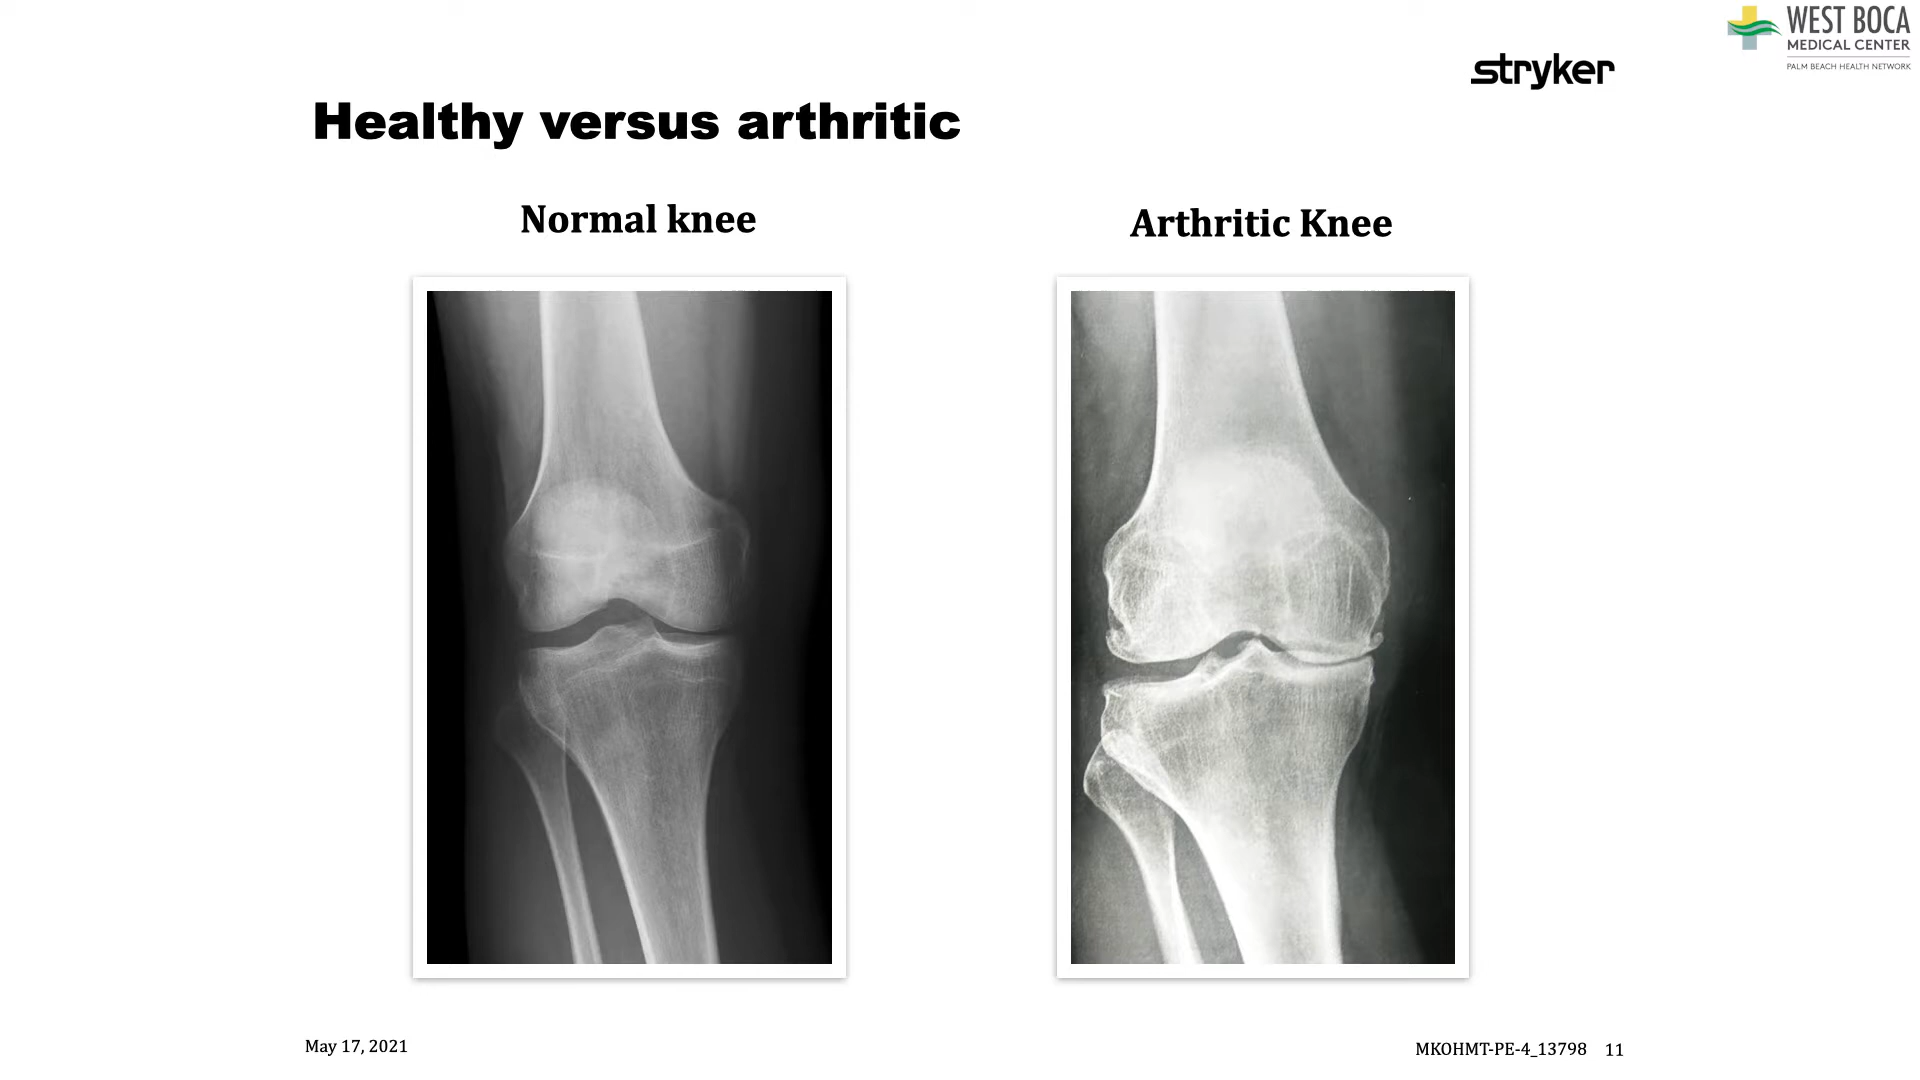 WEST BOCA
MEDICAL CENTER
PALM BEACH HEALTH NETWORK
stryker
Healthy versus arthritic
Normal knee
Arthritic Knee
May 17, 2021
MKOHMT-PE-4_13798 11